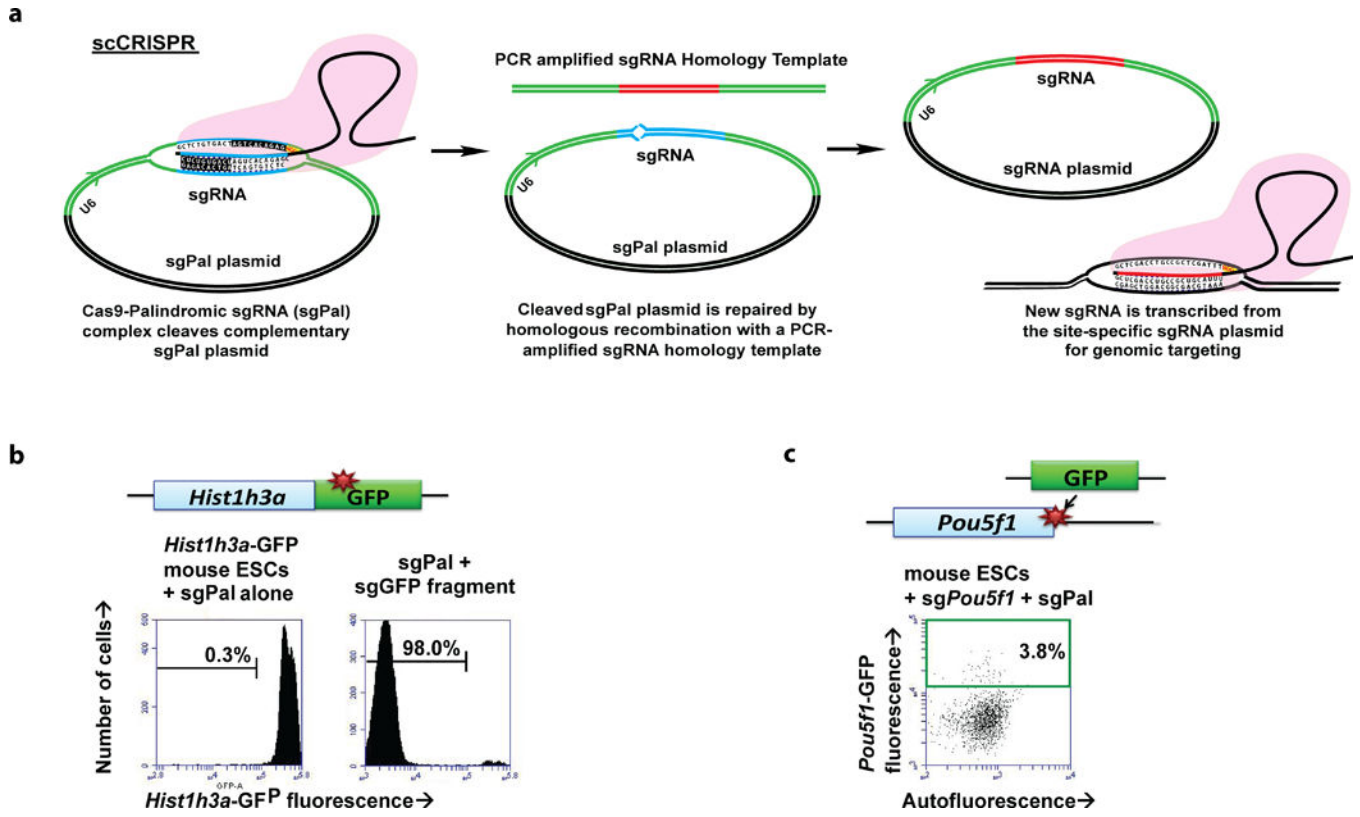 a
scCRISPR
GCTCTGTGACTAGTCACAGAG
U6
sgRNA
sgPal plasmid
Cas9-Palindromic sgRNA (sgPal)
complex cleaves complementary
sgPal plasmid
PCR amplified sgRNA Homology Template
sgRNA
U6
sgPal plasmid
Cleaved sgPal plasmid is repaired by
homologous recombination with a PCR-
amplified sgRNA homology template
sgRNA
U6
sgRNA plasmid
GCTCGACCTGCCGCTCGATTT
New sgRNA is transcribed from
the site-specific sgRNA plasmid
for genomic targeting
b
Hist1h3a
GFP
Hist1h3a-GFP
mouse ESCs
+ sgPal alone
sgPal +
sgGFP fragment
Number of cells→
0.3%
98.0%
GFP-A
Hist1h3a-GFP fluorescence→
c
GFP
Pou5f1
mouse ESCs
+ sgPou5f1 + sgPal
Pou5f1-GFP
fluorescence→
3.8%
Autofluorescence→